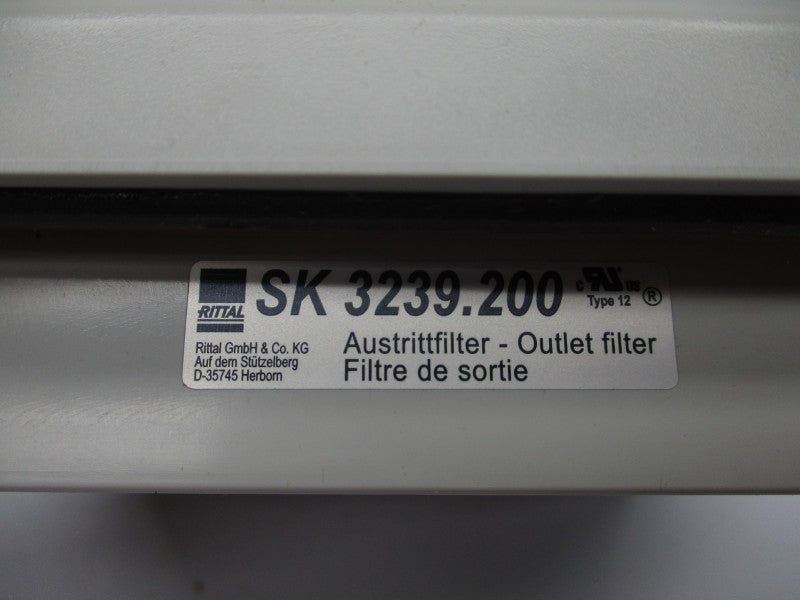 RITTAL
SK 3239.200
c RU us
Type 12 ®
Rittal GmbH & Co. KG
Auf dem Stützelberg
D-35745 Herborn
Austrittfilter - Outlet filter
Filtre de sortie